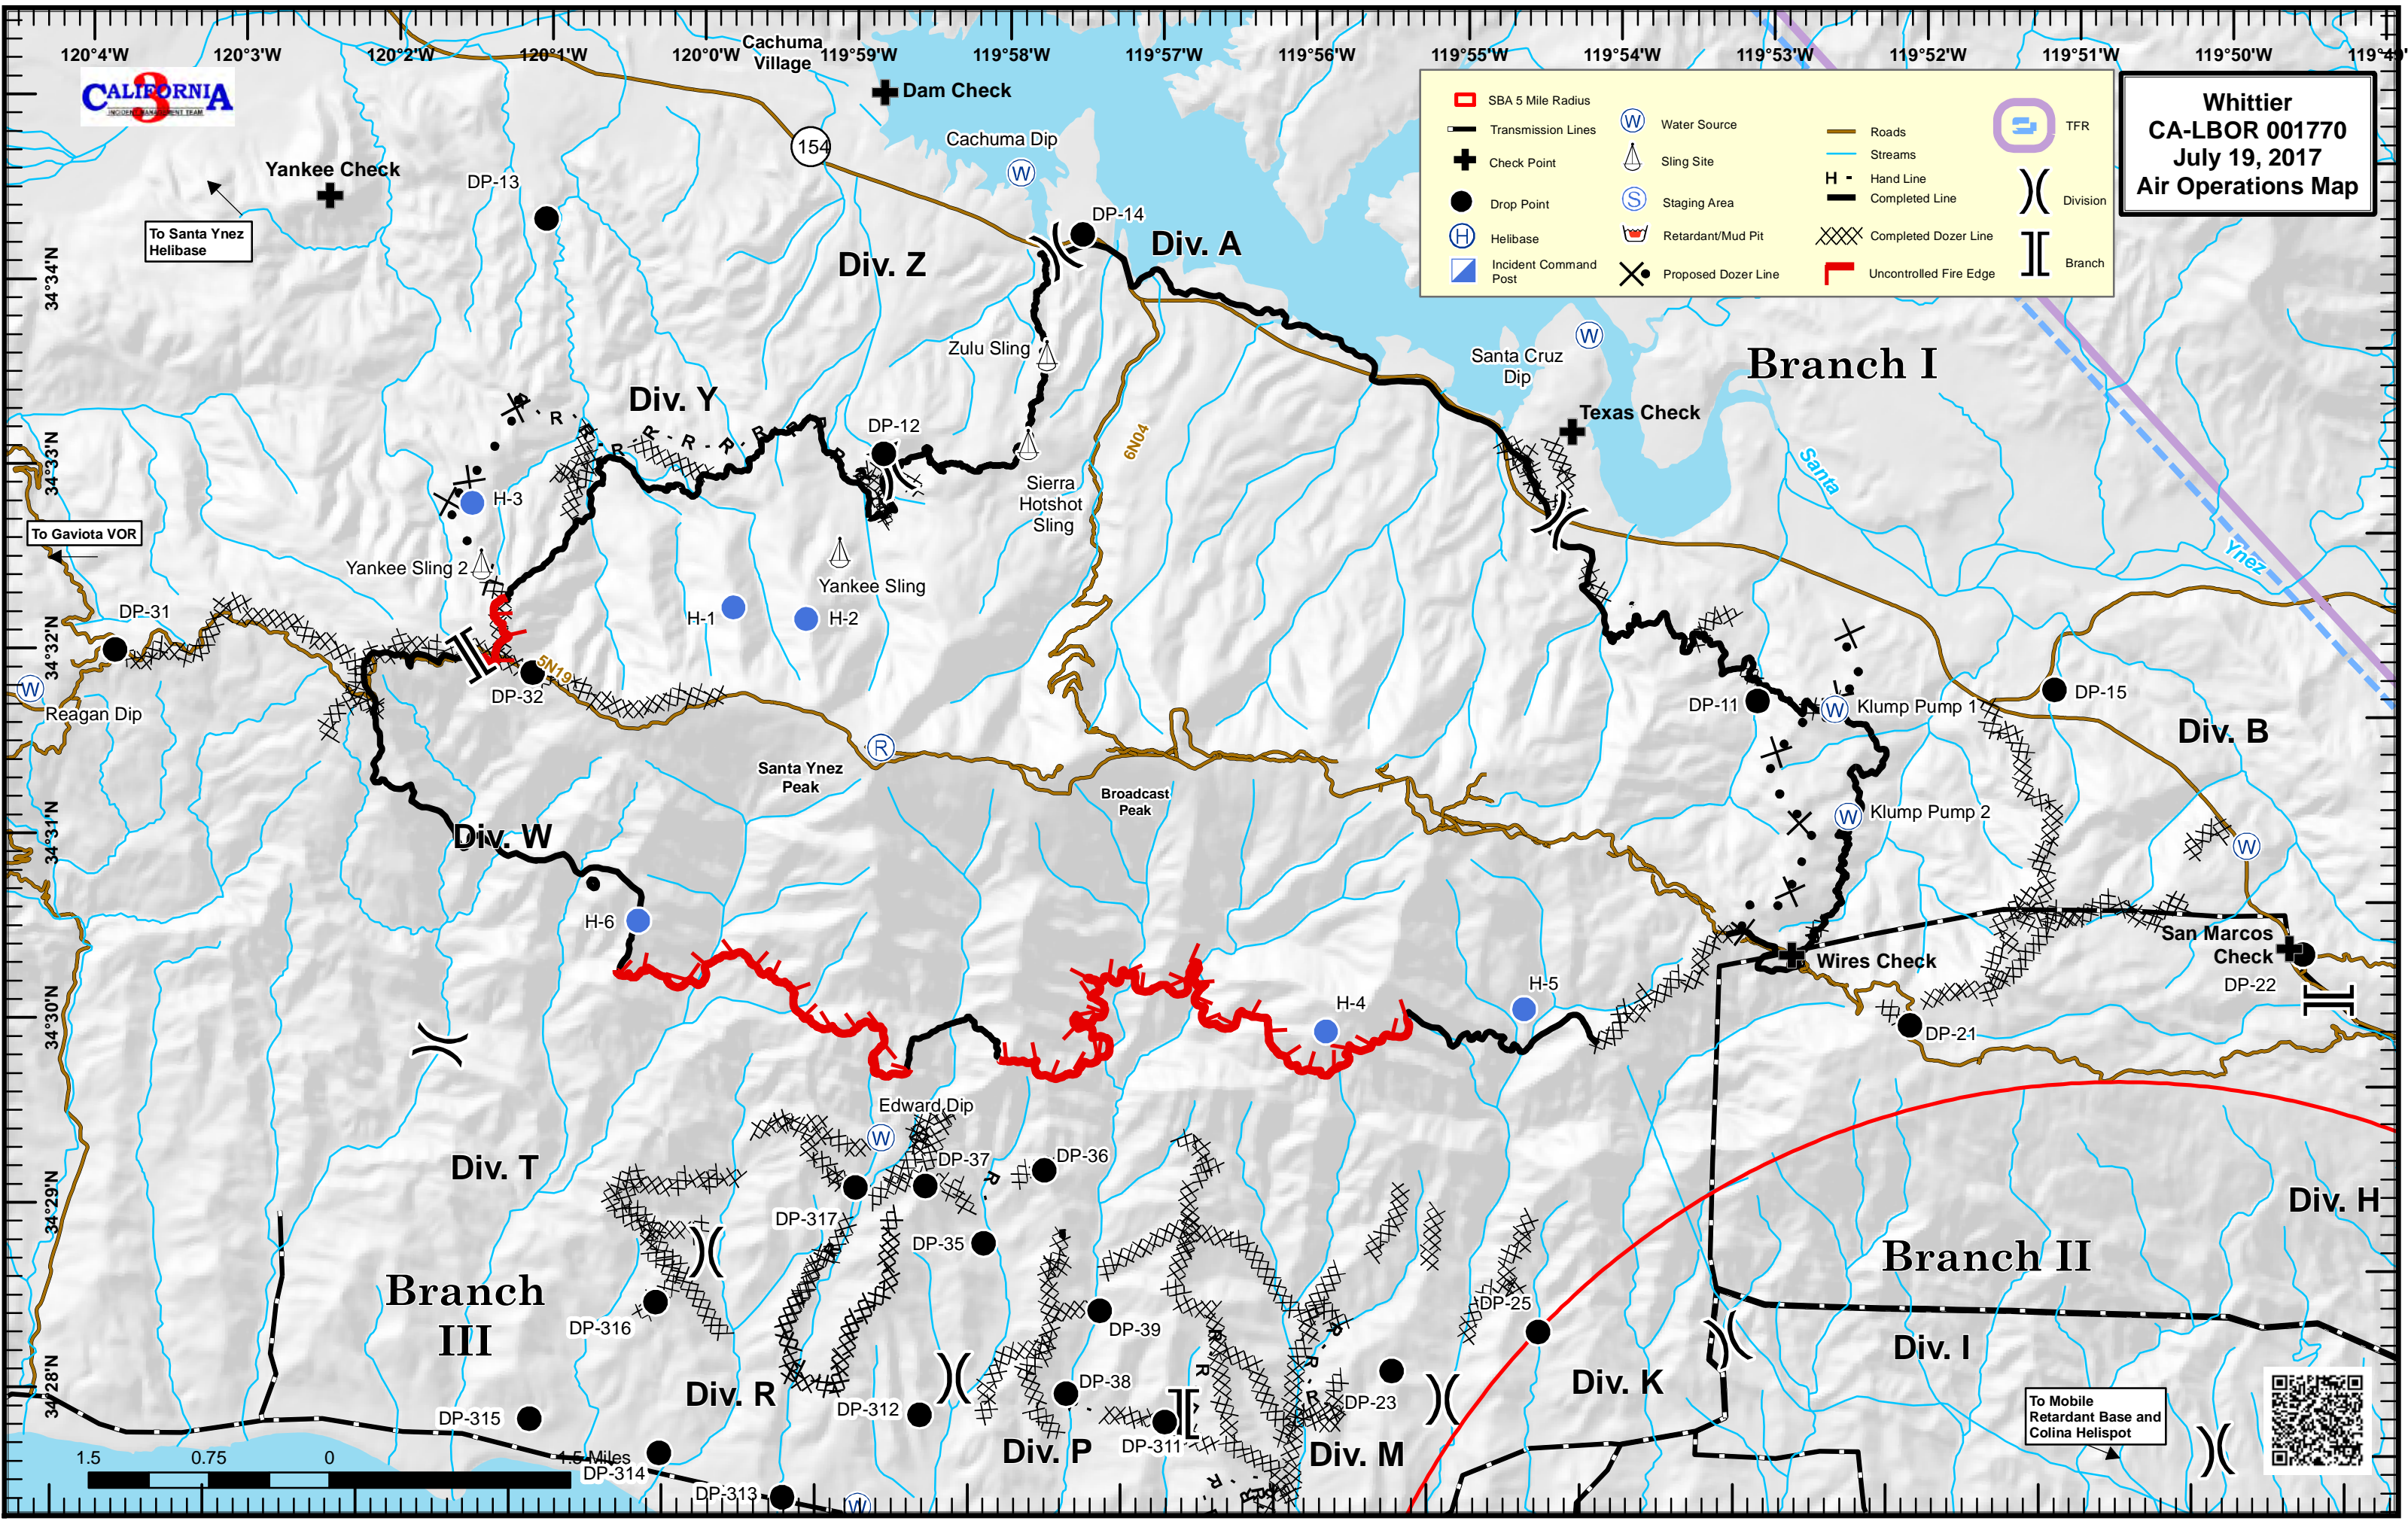 120°4'W 120°3'W 120°2'W 120°1'W 120°0'W 119°59'W 119°58'W 119°57'W 119°56'W 119°55'W 119°54'W 119°53'W 119°52'W 119°51'W 119°50'W 119°49'
CALIFORNIA
3
INCIDENT MANAGEMENT TEAM
Cachuma
Village
Dam Check
Cachuma Dip
W
154
Yankee Check
DP-13
To Santa Ynez
Helibase
DP-14
Div. A
Div. Z
SBA 5 Mile Radius
Transmission Lines
Check Point
Drop Point
H
Helibase
Incident Command
Post
W
Water Source
Sling Site
S
Staging Area
Retardant/Mud Pit
Proposed Dozer Line
Roads
Streams
H -
Hand Line
Completed Line
Completed Dozer Line
Uncontrolled Fire Edge
TFR
Division
Branch
Whittier
CA-LBOR 001770
July 19, 2017
Air Operations Map
34°34'N
34°33'N
34°32'N
34°31'N
34°30'N
34°29'N
34°28'N
Zulu Sling
W
Santa Cruz
Dip
Branch I
Div. Y
R - R - R - R - R
DP-12
Texas Check
6N04
Santa
Ynez
H-3
Sierra
Hotshot
Sling
To Gaviota VOR
Yankee Sling 2
Yankee Sling
H-1
H-2
DP-31
5N19
DP-32
W
Reagan Dip
DP-11
W
Klump Pump 1
DP-15
Div. B
R
Santa Ynez
Peak
Broadcast
Peak
W
Klump Pump 2
W
Div. W
H-6
San Marcos
Check
Wires Check
DP-22
H-5
H-4
DP-21
Edward Dip
W
DP-37
DP-36
Div. T
DP-317
DP-35
Div. H
Branch
III
Branch II
DP-316
DP-39
DP-25
Div. I
Div. R
DP-38
DP-23
Div. K
DP-312
DP-315
DP-311
Div. P
Div. M
To Mobile
Retardant Base and
Colina Helispot
1.5 0.75 0 1.5 Miles
DP-314
DP-313
W